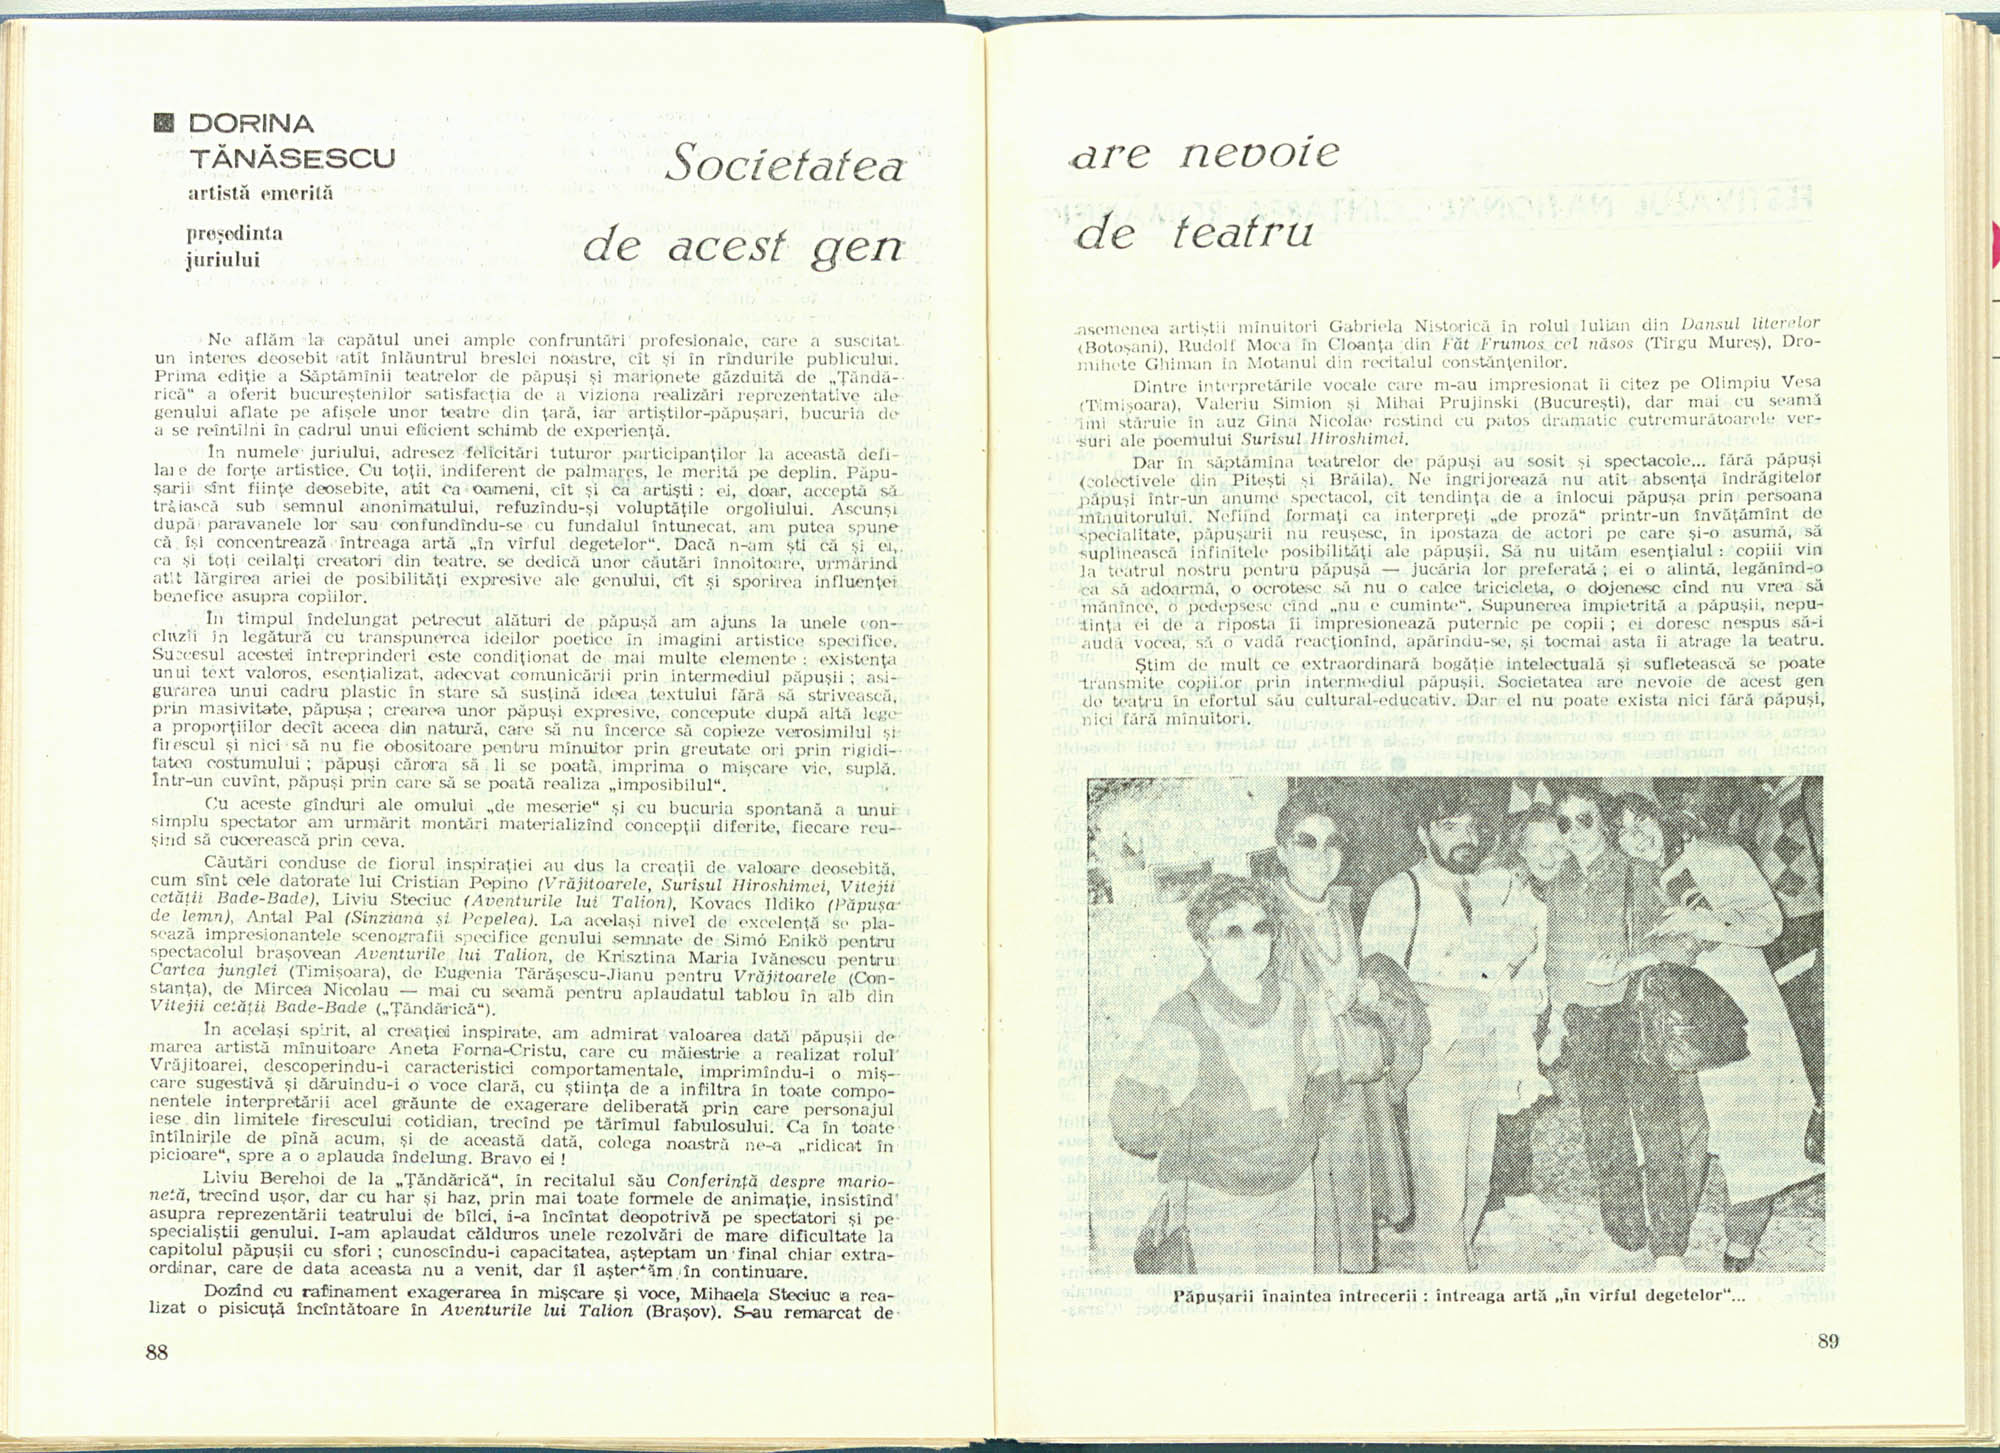 DORINA
TĂNĂSESCU
artistă emerită
președinta
juriului
Societatea
de acest gen
Ne aflăm la capătul unei ample confruntări profesionale, care a suscitat
un interes deosebit atît înlăuntrul breslei noastre, cît și în rîndurile publicului.
Prima ediție a Săptămînii teatrelor de păpuși și marionete găzduită de „Țăndă-
rică“ a oferit bucureștenilor satisfacția de a viziona realizări reprezentative ale
genului aflate pe afișele unor teatre din țară, iar artiștilor-păpușari, bucuria de
a se reîntîlni în cadrul unui eficient schimb de experiență.
În numele juriului, adresez felicitări tuturor participanților la această defi-
lare de forțe artistice. Cu toții, indiferent de palmares, le merită pe deplin. Păpu-
șarii sînt ființe deosebite, atît ca oameni, cît și ca artiști : ei, doar, acceptă să
trăiască sub semnul anonimatului, refuzîndu-și voluptățile orgoliului. Ascunși
după paravanele lor sau confundîndu-se cu fundalul întunecat, am putea spune
că își concentrează întreaga artă „în vîrful degetelor“. Dacă n-am ști că și ei,
ca și toți ceilalți creatori din teatre, se dedică unor căutări înnoitoare, urmărind
atît lărgirea ariei de posibilități expresive ale genului, cît și sporirea influenței
benefice asupra copiilor.
În timpul îndelungat petrecut alături de păpușă am ajuns la unele con-
cluzii în legătură cu transpunerea ideilor poetice în imagini artistice specifice.
Succesul acestei întreprinderi este condiționat de mai multe elemente : existența
unui text valoros, esențializat, adecvat comunicării prin intermediul păpușii ; asi-
gurarea unui cadru plastic în stare să susțină ideea textului fără să strivească,
prin masivitate, păpușa ; crearea unor păpuși expresive, concepute după altă lege
a proporțiilor decît aceea din natură, care să nu încerce să copieze verosimilul și
firescul și nici să nu fie obositoare pentru mînuitor prin greutate ori prin rigidi-
tatea costumului ; păpuși cărora să li se poată imprima o mișcare vie, suplă.
Într-un cuvînt, păpuși prin care să se poată realiza „imposibilul“.
Cu aceste gînduri ale omului „de meserie“ și cu bucuria spontană a unui
simplu spectator am urmărit montări materializînd concepții diferite, fiecare reu-
șind să cucerească prin ceva.
Căutări conduse de fiorul inspirației au dus la creații de valoare deosebită,
cum sînt cele datorate lui Cristian Pepino (Vrăjitoarele, Surîsul Hiroshimei, Vitejii
cetății Bade-Bade), Liviu Steciuc (Aventurile lui Talion), Kovacs Ildiko (Păpușa
de lemn), Antal Pal (Sînziana și Pepelea). La același nivel de excelență se pla-
sează impresionantele scenografii specifice genului semnate de Simó Enikö pentru
spectacolul brașovean Aventurile lui Talion, de Krisztina Maria Ivănescu pentru
Cartea junglei (Timișoara), de Eugenia Tărășescu-Jianu pentru Vrăjitoarele (Con-
stanța), de Mircea Nicolau — mai cu seamă pentru aplaudatul tablou în alb din
Vitejii cetății Bade-Bade („Țăndărică“).
În același spirit, al creației inspirate, am admirat valoarea dată păpușii de
marea artistă mînuitoare Aneta Forna-Cristu, care cu măiestrie a realizat rolul
Vrăjitoarei, descoperindu-i caracteristici comportamentale, imprimîndu-i o miș-
care sugestivă și dăruindu-i o voce clară, cu știința de a infiltra în toate compo-
nentele interpretării acel grăunte de exagerare deliberată prin care personajul
iese din limitele firescului cotidian, trecînd pe tărîmul fabulosului. Ca în toate
întîlnirile de pînă acum, și de această dată, colega noastră ne-a „ridicat în
picioare“, spre a o aplauda îndelung. Bravo ei !
Liviu Berehoi de la „Țăndărică“, în recitalul său Conferință despre mario-
netă, trecînd ușor, dar cu har și haz, prin mai toate formele de animație, insistînd
asupra reprezentării teatrului de bîlci, i-a încîntat deopotrivă pe spectatori și pe
specialiștii genului. I-am aplaudat călduros unele rezolvări de mare dificultate la
capitolul păpușii cu sfori ; cunoscîndu-i capacitatea, așteptam un final chiar extra-
ordinar, care de data aceasta nu a venit, dar îl așteptăm în continuare.
Dozînd cu rafinament exagerarea în mișcare și voce, Mihaela Steciuc a rea-
lizat o pisicuță încîntătoare în Aventurile lui Talion (Brașov). S-au remarcat de
88
are nevoie
de teatru
asemenea artiștii mînuitori Gabriela Nistorică în rolul Iulian din Dansul literelor
(Botoșani), Rudolf Moca în Cloanța din Făt Frumos cel năsos (Tîrgu Mureș), Dro-
mihete Ghiman în Motanul din recitalul constănțenilor.
Dintre interpretările vocale care m-au impresionat îi citez pe Olimpiu Vesa
(Timișoara), Valeriu Simion și Mihai Prujinski (București), dar mai cu seamă
îmi stăruie în auz Gina Nicolae rostind cu patos dramatic cutremurătoarele ver-
suri ale poemului Surîsul Hiroshimei.
Dar în săptămîna teatrelor de păpuși au sosit și spectacole... fără păpuși
(colectivele din Pitești și Brăila). Ne îngrijorează nu atît absența îndrăgitelor
păpuși într-un anume spectacol, cît tendința de a înlocui păpușa prin persoana
mînuitorului. Nefiind formați ca interpreți „de proză“ printr-un învățămînt de
specialitate, păpușarii nu reușesc, în ipostaza de actori pe care și-o asumă, să
suplinească infinitele posibilități ale păpușii. Să nu uităm esențialul : copiii vin
la teatrul nostru pentru păpușă — jucăria lor preferată ; ei o alintă, legănînd-o
ca să adoarmă, o ocrotesc să nu o calce tricicleta, o dojenesc cînd nu vrea să
mănînce, o pedepsesc cînd „nu e cuminte“. Supunerea împietrită a păpușii, nepu-
tința ei de a riposta îi impresionează puternic pe copii ; ei doresc nespus să-i
audă vocea, să o vadă reacționînd, apărîndu-se, și tocmai asta îi atrage la teatru.
Știm de mult ce extraordinară bogăție intelectuală și sufletească se poate
transmite copiilor prin intermediul păpușii. Societatea are nevoie de acest gen
de teatru în efortul său cultural-educativ. Dar el nu poate exista nici fără păpuși,
nici fără mînuitori.
Păpușarii înaintea întrecerii : întreaga artă „în vîrful degetelor“...
89